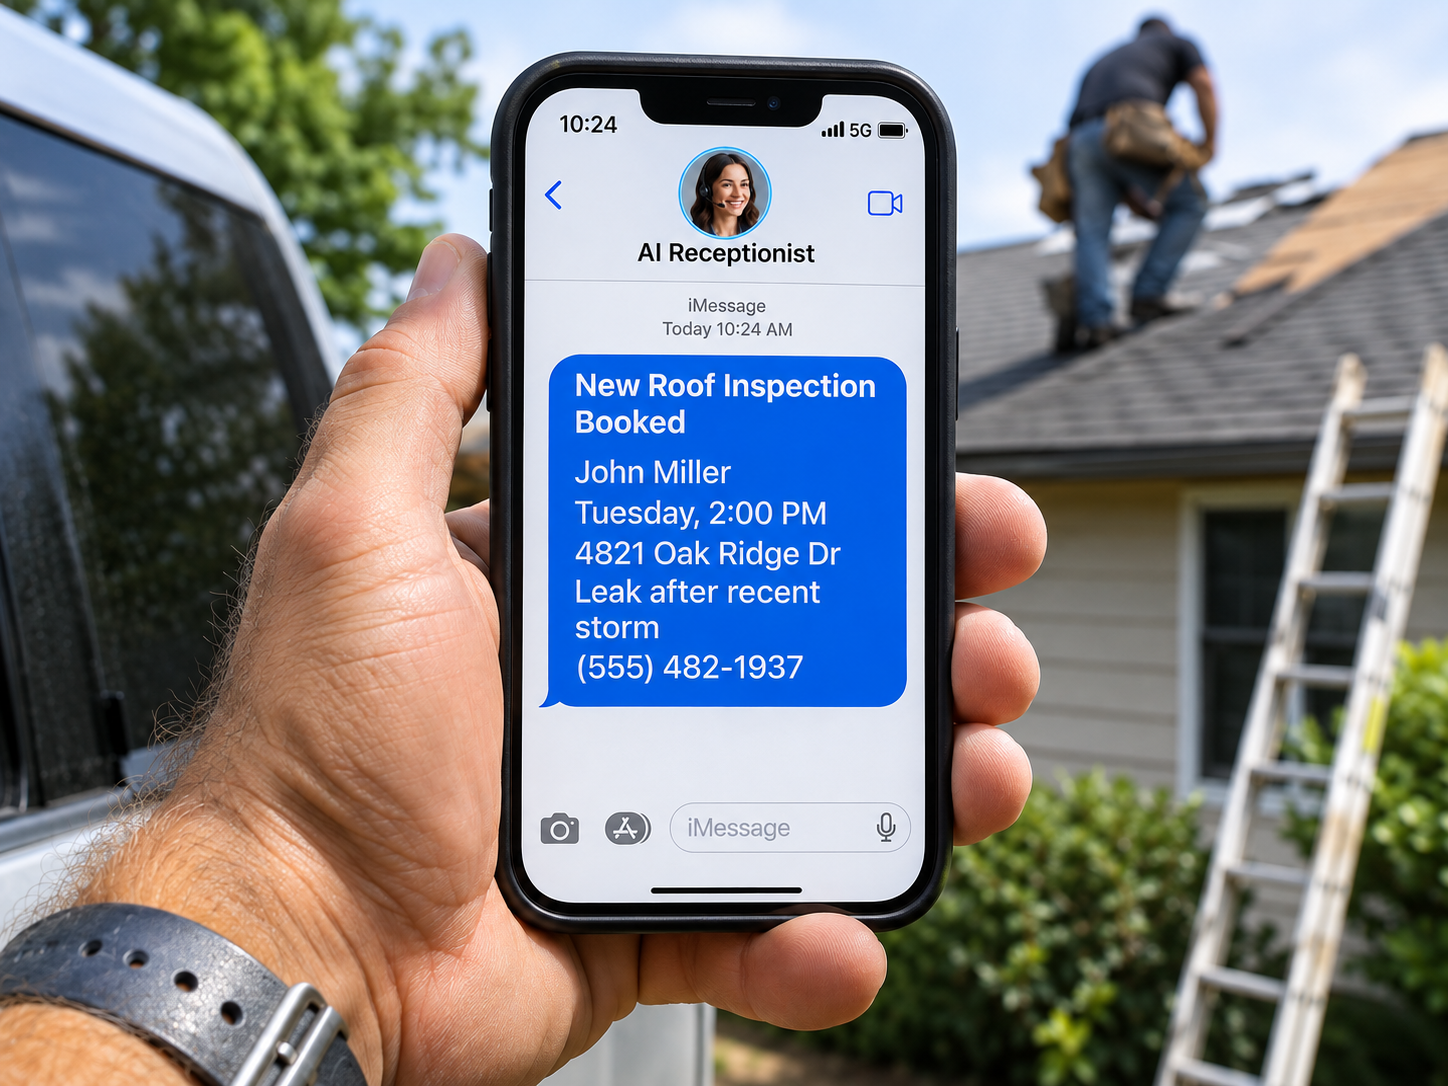 10:24
5G
AI Receptionist
iMessage
Today 10:24 AM
New Roof Inspection
Booked
John Miller
Tuesday, 2:00 PM
4821 Oak Ridge Dr
Leak after recent
storm
(555) 482-1937
iMessage